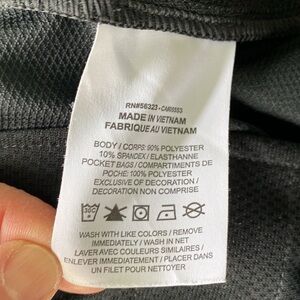 RN#56323-CA05553
MADE IN VIETNAM
FABRIQUE AU VIETNAM
BODY / CORPS: 90% POLYESTER
10% SPANDEX/ ELASTHANNE
POCKET BAGS / COMPARTIMENTS DE
POCHE: 100% POLYESTER
EXCLUSIVE OF DECORATION /
DECORATION NON COMPRISE
30C
WASH WITH LIKE COLORS / REMOVE
IMMEDIATELY / WASH IN NET
LAVER AVEC COULEURS SIMILAIRES /
ENLEVER IMMEDIATEMENT / PLACER DANS
UN FILET POUR NETTOYER